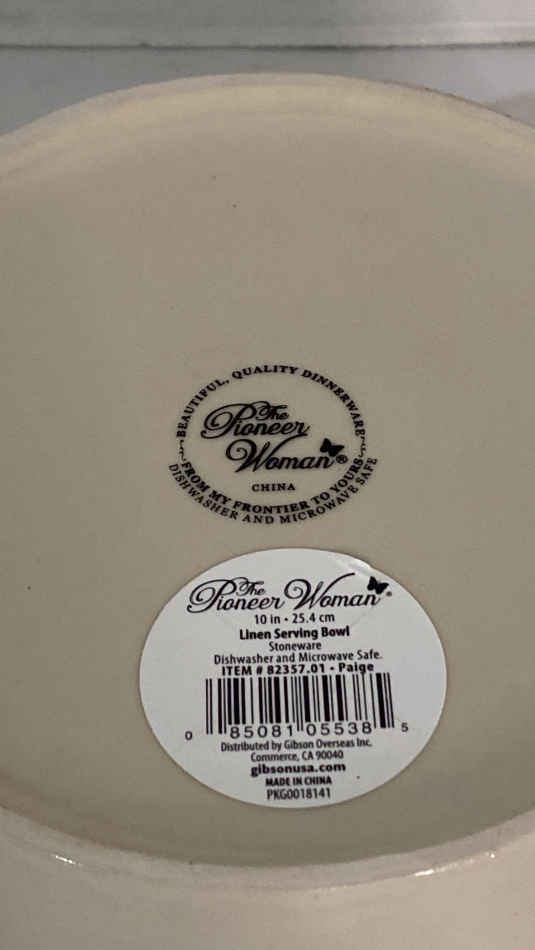 BEAUTIFUL, QUALITY DINNERWARE
The
Pioneer
Woman®
CHINA
FROM MY FRONTIER TO YOURS
DISHWASHER AND MICROWAVE SAFE
The
Pioneer Woman®
10 in • 25.4 cm
Linen Serving Bowl
Stoneware
Dishwasher and Microwave Safe.
ITEM # 82357.01 • Paige
0 85081 05538 5
Distributed by Gibson Overseas Inc.
Commerce, CA 90040
gibsonusa.com
MADE IN CHINA
PKG0018141